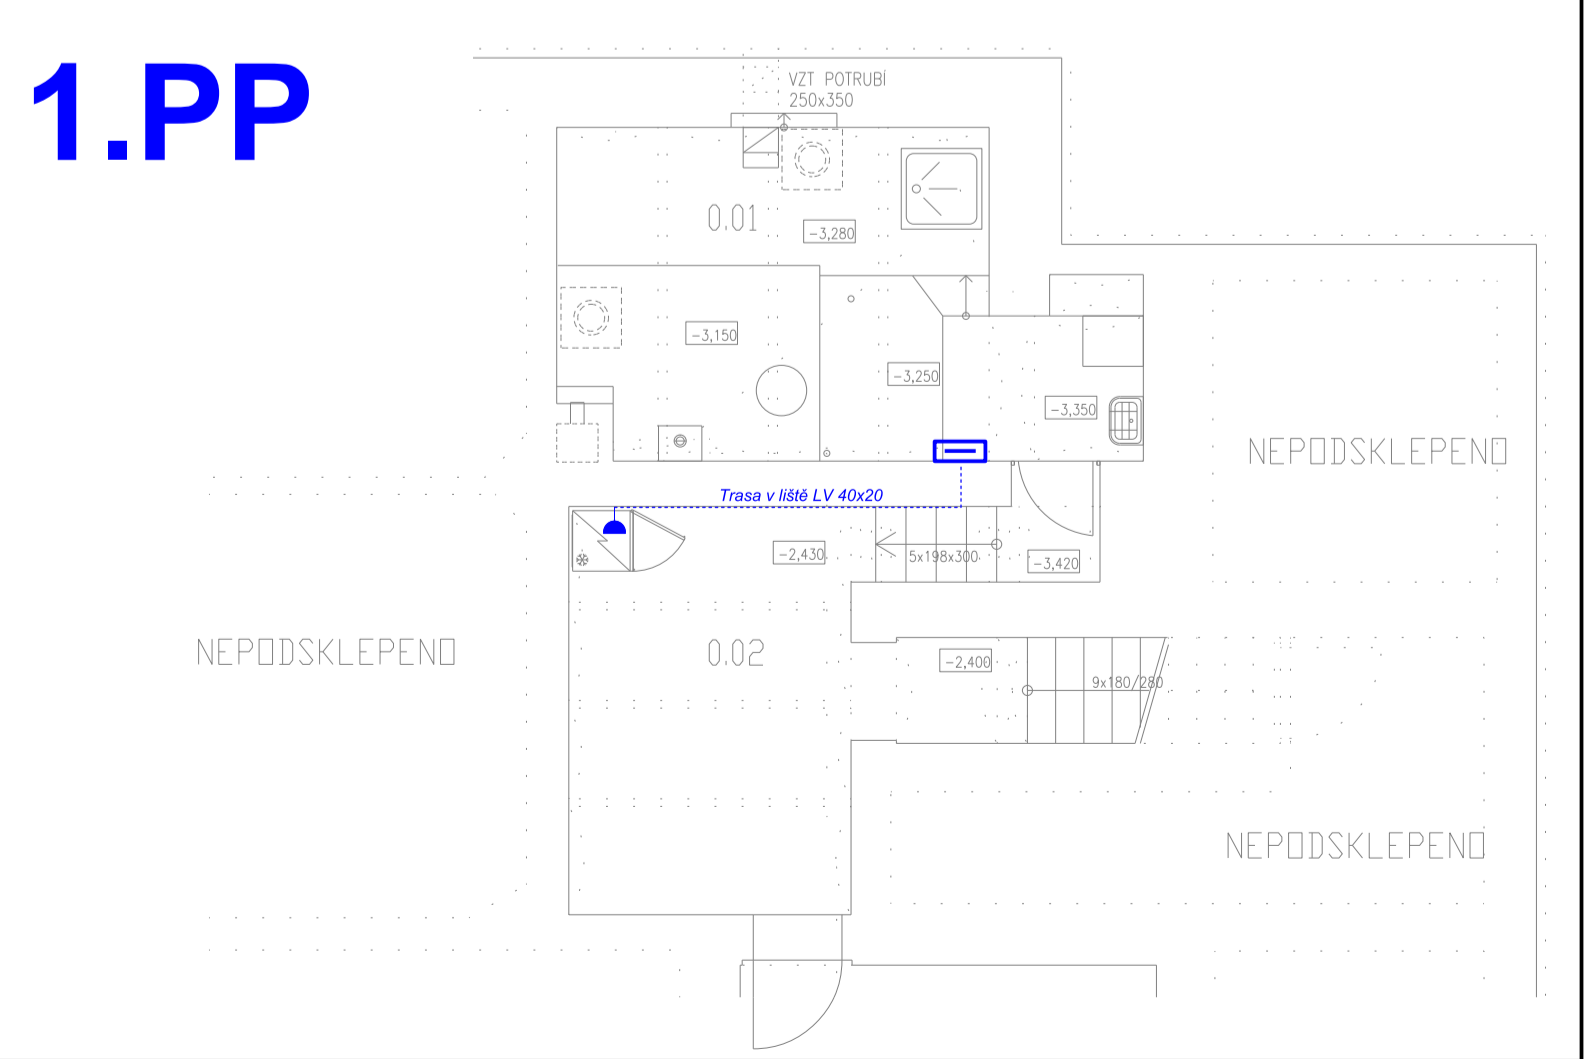 1.PP
VZT POTRUBÍ
250x350
0.01
-3,280
-3,150
-3,250
-3,350
NEPODSKLEPENO
Trasa v liště LV 40x20
-2,430
5x198x300
-3,420
NEPODSKLEPENO
0.02
-2,400
9x180/280
NEPODSKLEPENO